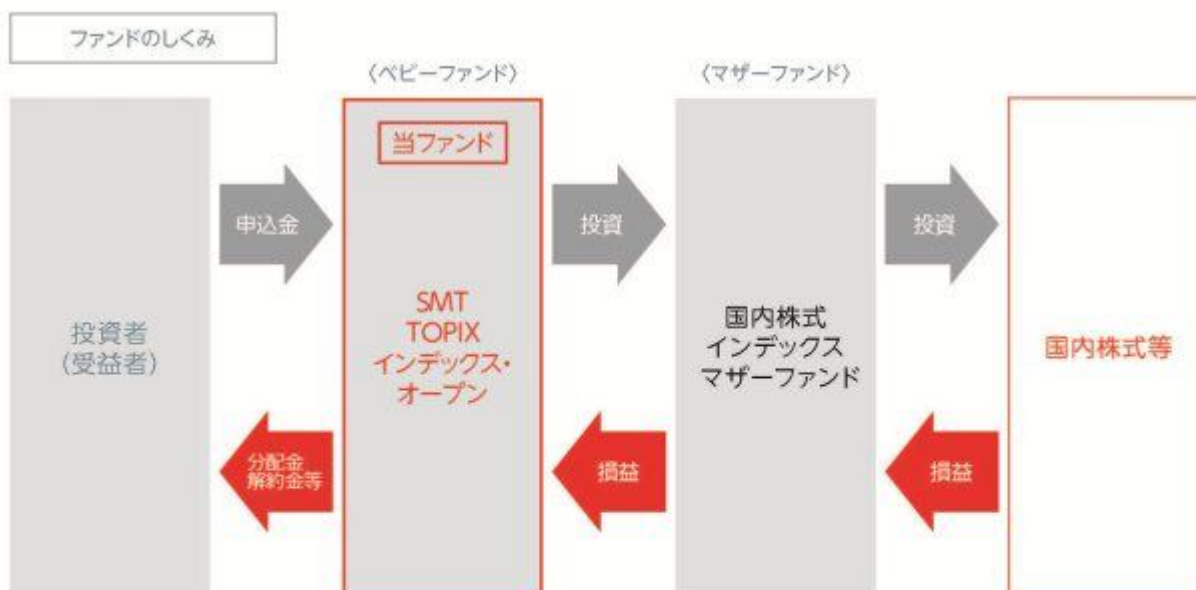 ファンドのしくみ
〈ベビーファンド〉
〈マザーファンド〉
当ファンド
申込金
投資
投資
投資者
(受益者)
SMT
TOPIX
インデックス・
オープン
国内株式
インデックス
マザーファンド
国内株式等
分配金
解約金等
損益
損益